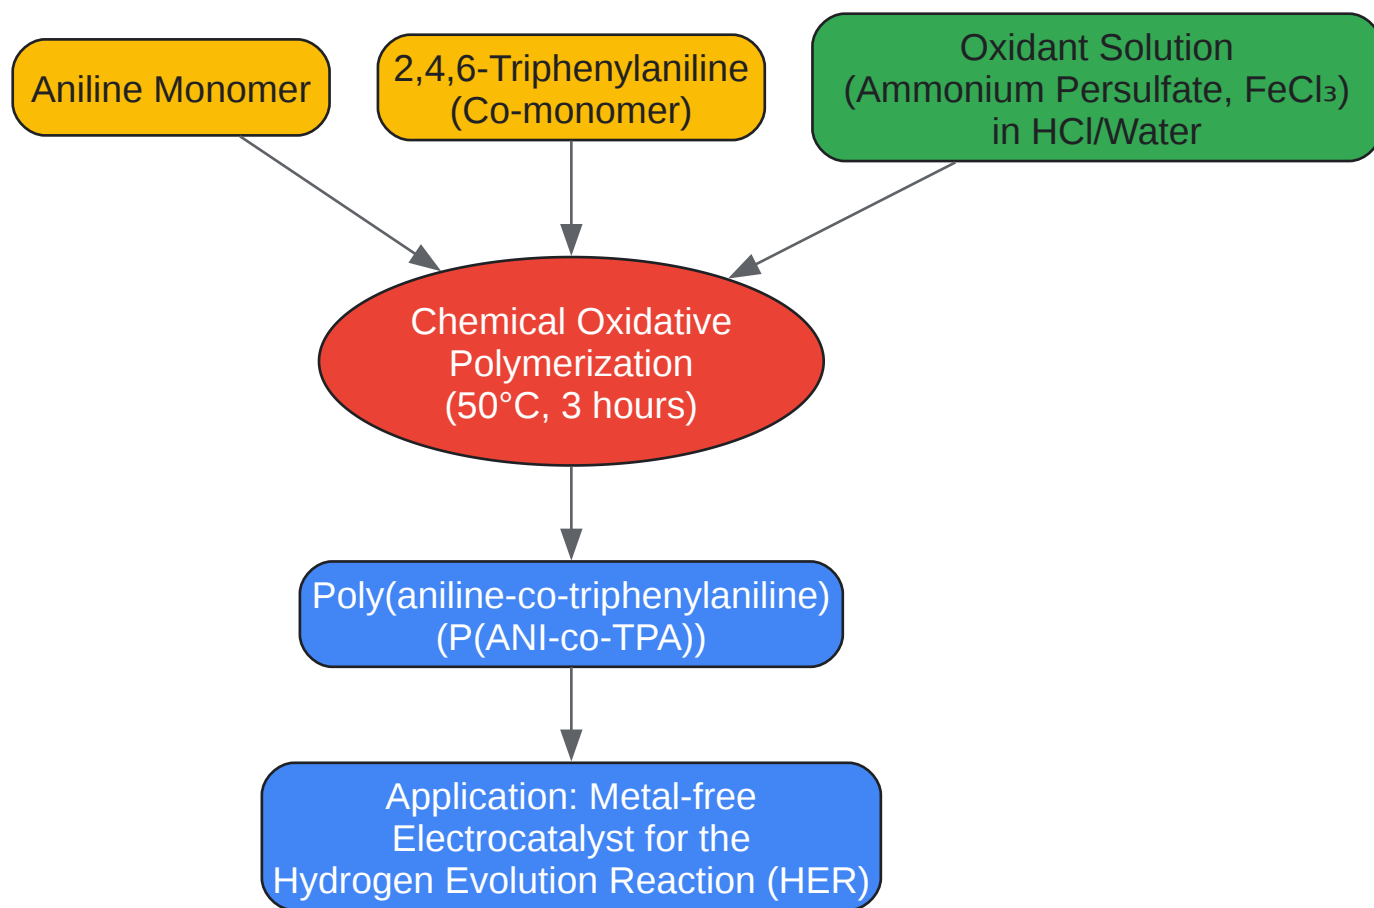 Aniline Monomer
2,4,6-Triphenylaniline
(Co-monomer)
Oxidant Solution
(Ammonium Persulfate, FeCl₃)
in HCl/Water
Chemical Oxidative
Polymerization
(50°C, 3 hours)
Poly(aniline-co-triphenylaniline)
(P(ANI-co-TPA))
Application: Metal-free
Electrocatalyst for the
Hydrogen Evolution Reaction (HER)